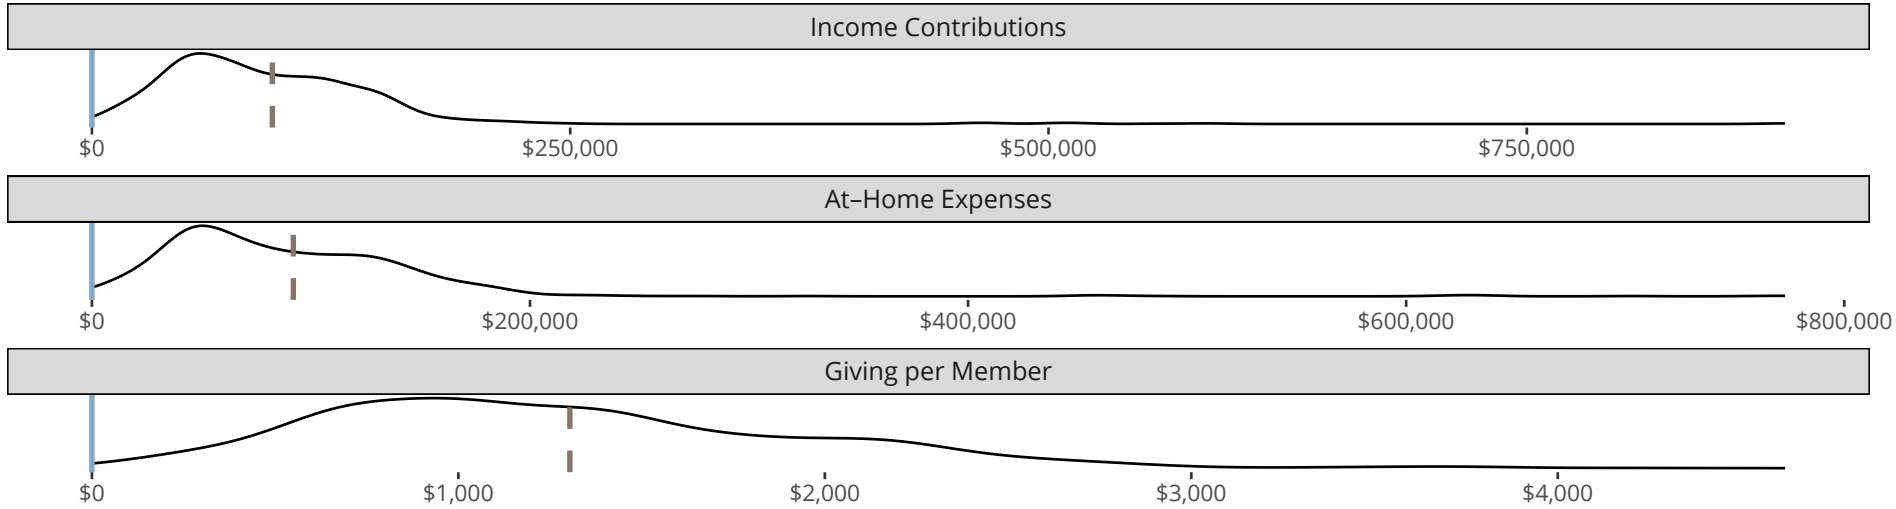 Income Contributions
$0 $250,000 $500,000 $750,000
At–Home Expenses
$0 $200,000 $400,000 $600,000 $800,000
Giving per Member
$0 $1,000 $2,000 $3,000 $4,000